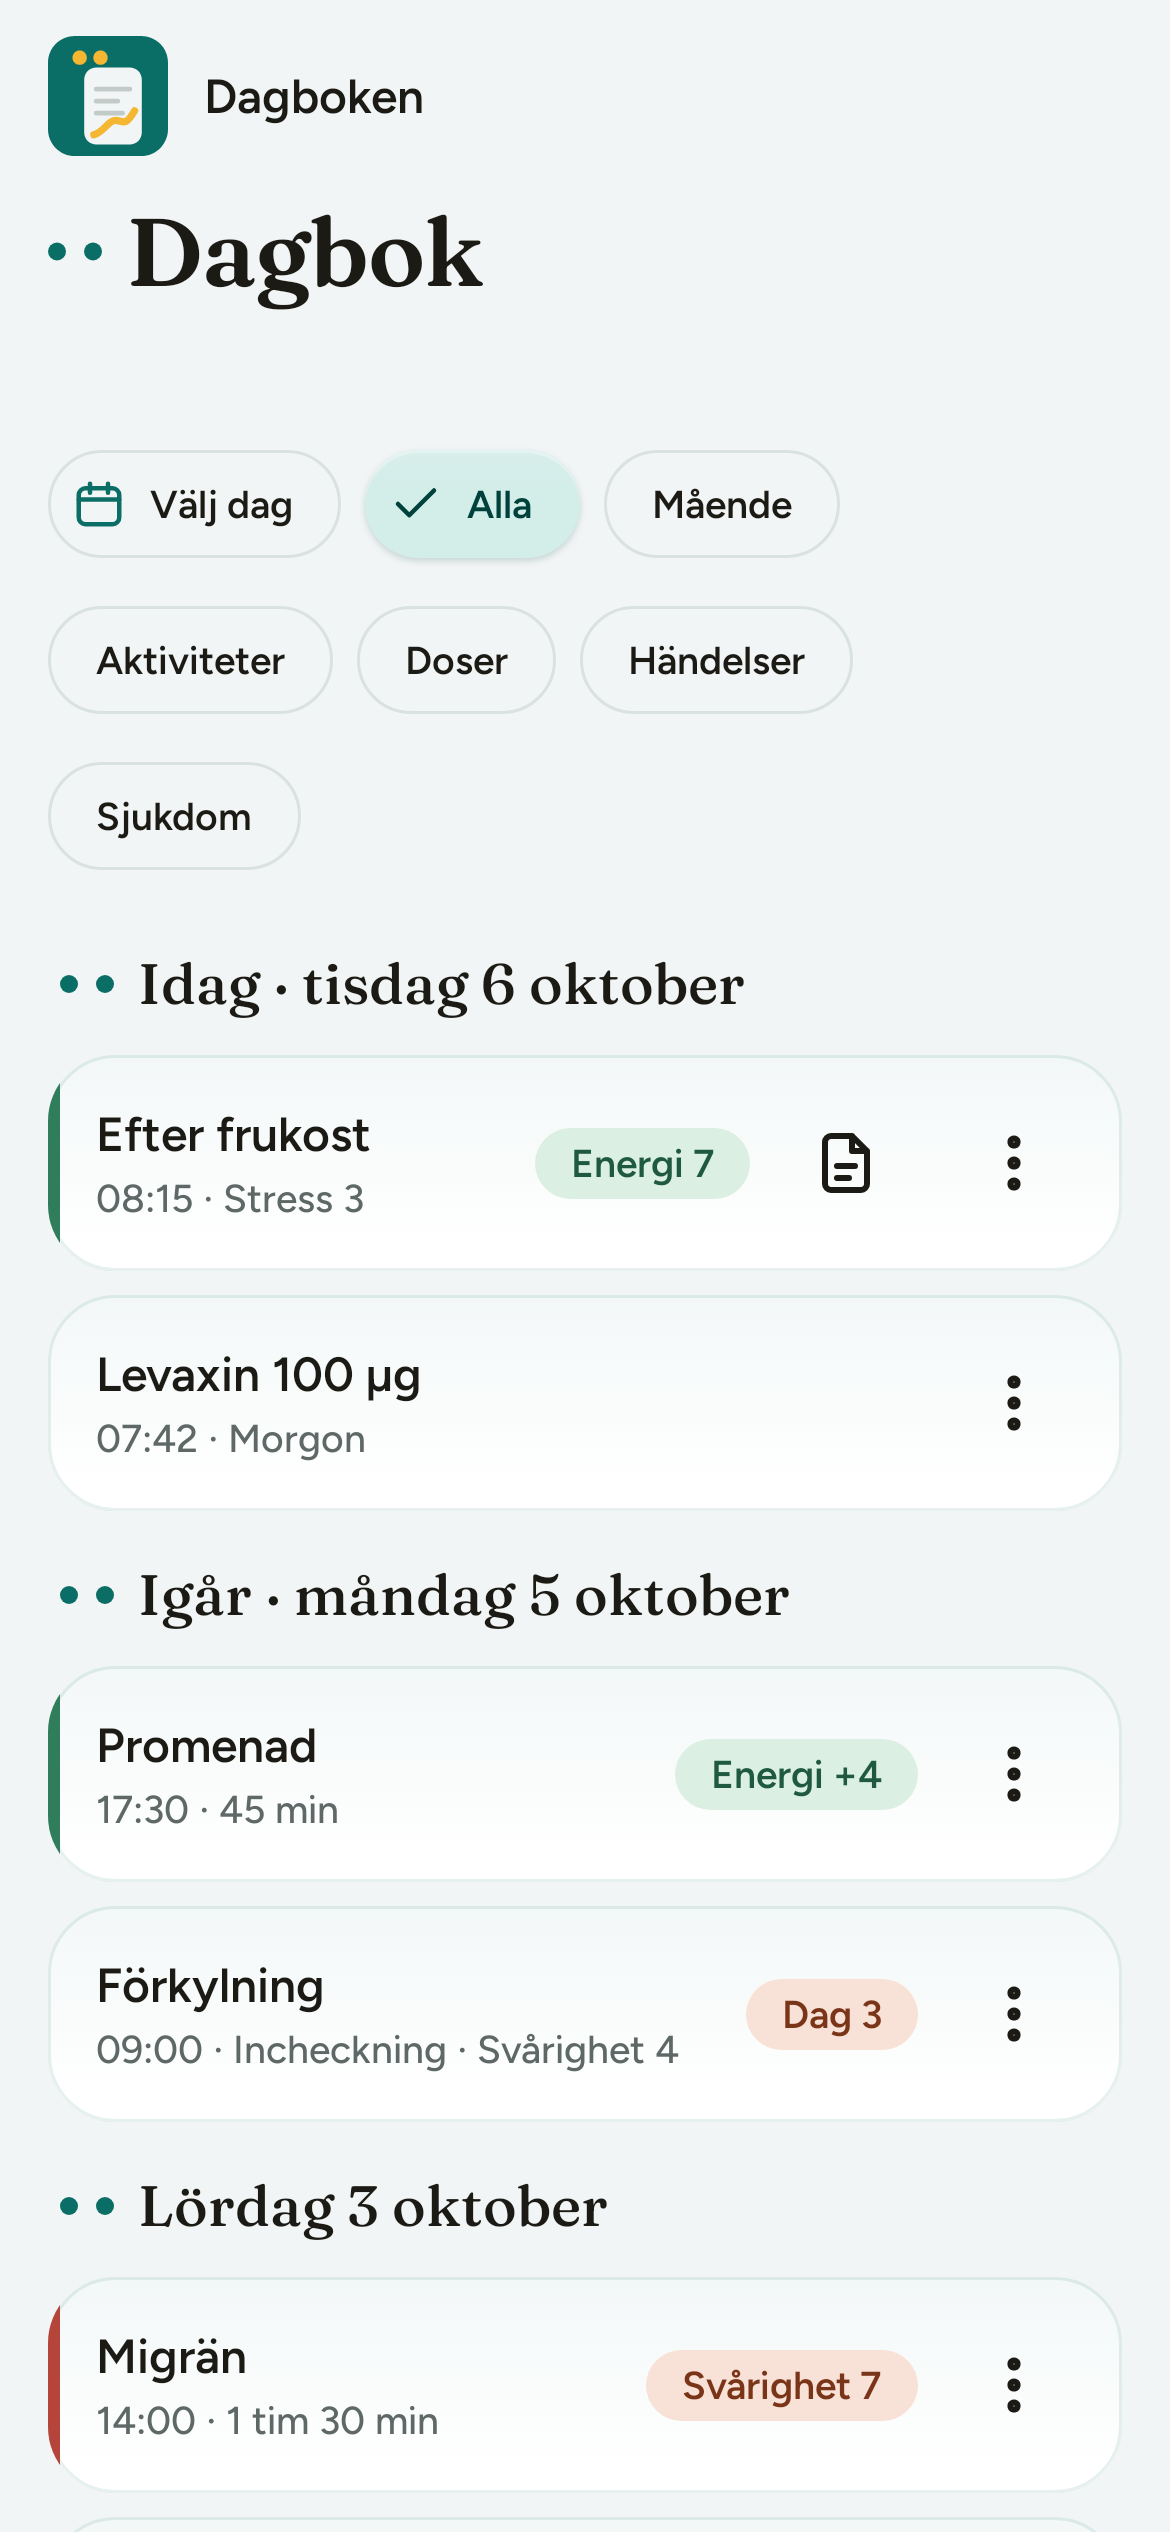 Dagboken
Dagbok
Välj dag
Alla
Mående
Aktiviteter
Doser
Händelser
Sjukdom
Idag · tisdag 6 oktober
Efter frukost
08:15 · Stress 3
Energi 7
Levaxin 100 µg
07:42 · Morgon
Igår · måndag 5 oktober
Promenad
17:30 · 45 min
Energi +4
Förkylning
09:00 · Incheckning · Svårighet 4
Dag 3
Lördag 3 oktober
Migrän
14:00 · 1 tim 30 min
Svårighet 7